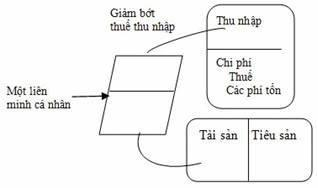 Giảm bớt
thuế thu nhập
Thu nhập
Chi phí
Thuế
Các phí tổn
Một liên
minh cá nhân
Tài sản
Tiêu sản